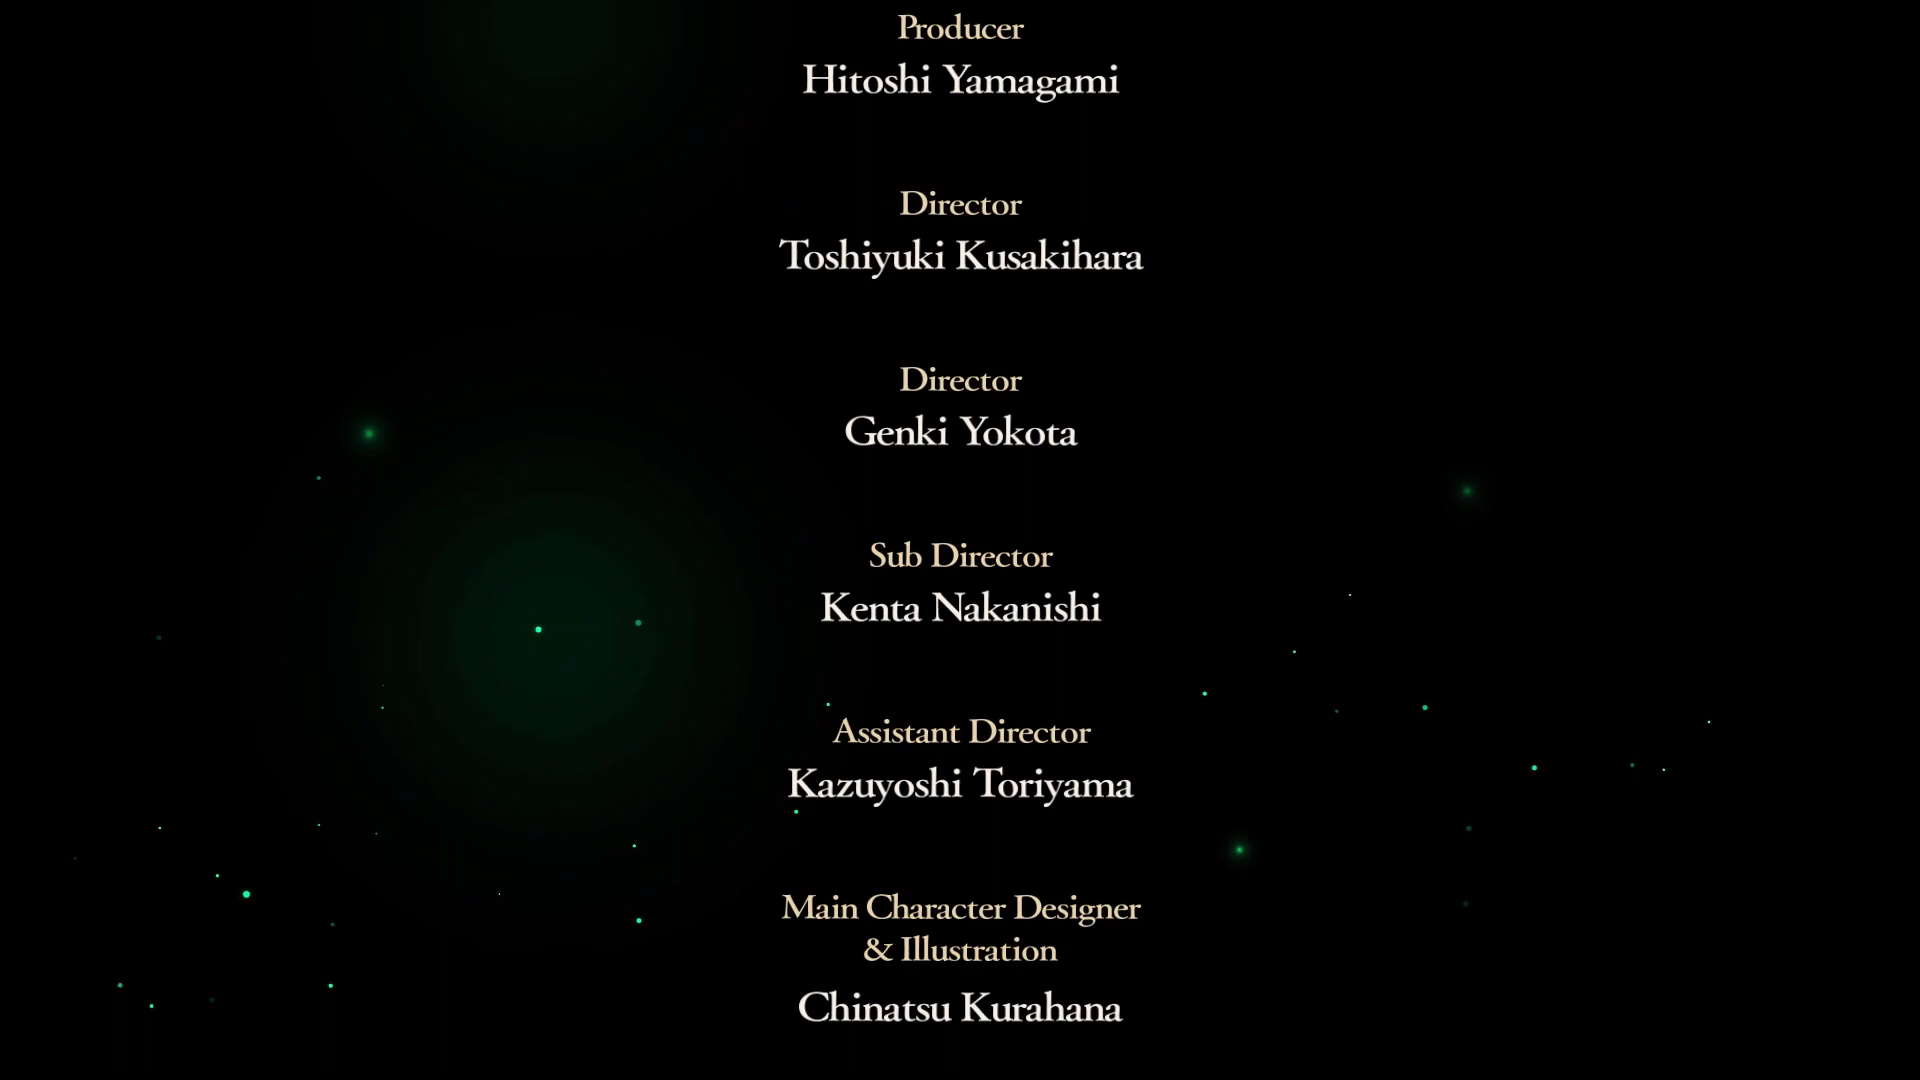 Producer
Hitoshi Yamagami
Director
Toshiyuki Kusakihara
Director
Genki Yokota
Sub Director
Kenta Nakanishi
Assistant Director
Kazuyoshi Toriyama
Main Character Designer
& Illustration
Chinatsu Kurahana